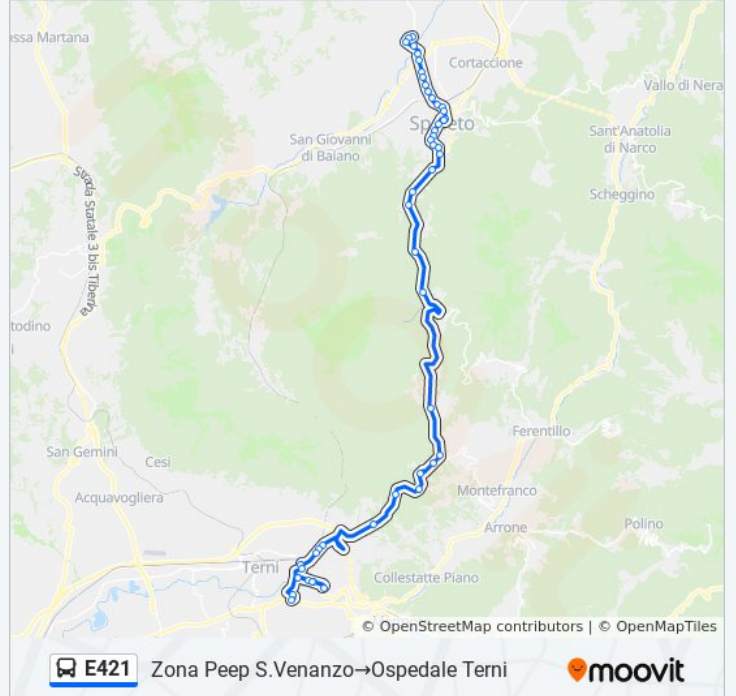 assa Martana
Cortaccione
Vallo di Nera
Spoleto
San Giovanni
di Baiano
Sant'Anatolia
di Narco
Scheggino
Strada Statale 3 bis Tiberina
todino
i
Ferentillo
San Gemini
Cesi
Montefranco
Acquavogliera
Arrone
Polino
Terni
Collestatte Piano
© OpenStreetMap contributors | © OpenMapTiles
E421 Zona Peep S.Venanzo→Ospedale Terni moovit